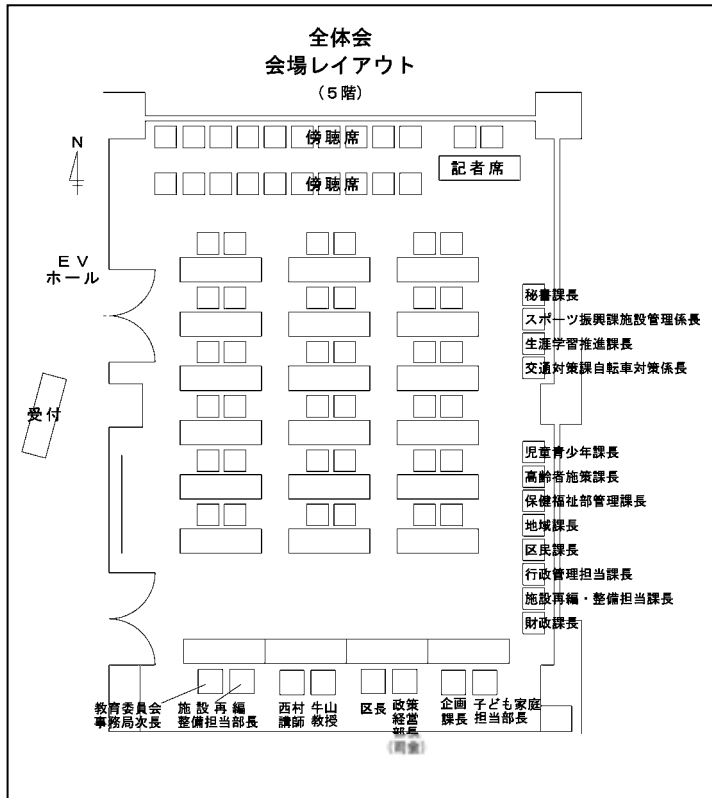 全体会
会場レイアウト
(5階)
N
傍聴席
記者席
傍聴席
EV
ホール
受付
秘書課長
スポーツ振興課施設管理係長
生涯学習推進課長
交通対策課自転車対策係長
児童青少年課長
高齢者施策課長
保健福祉部管理課長
地域課長
区民課長
行政管理担当課長
施設再編・整備担当課長
財政課長
教育委員会
事務局次長
施設再編
整備担当部長
西村
講師
牛山
教授
区長
政策
経営
部長
(司会)
企画
課長
子ども家庭
担当部長